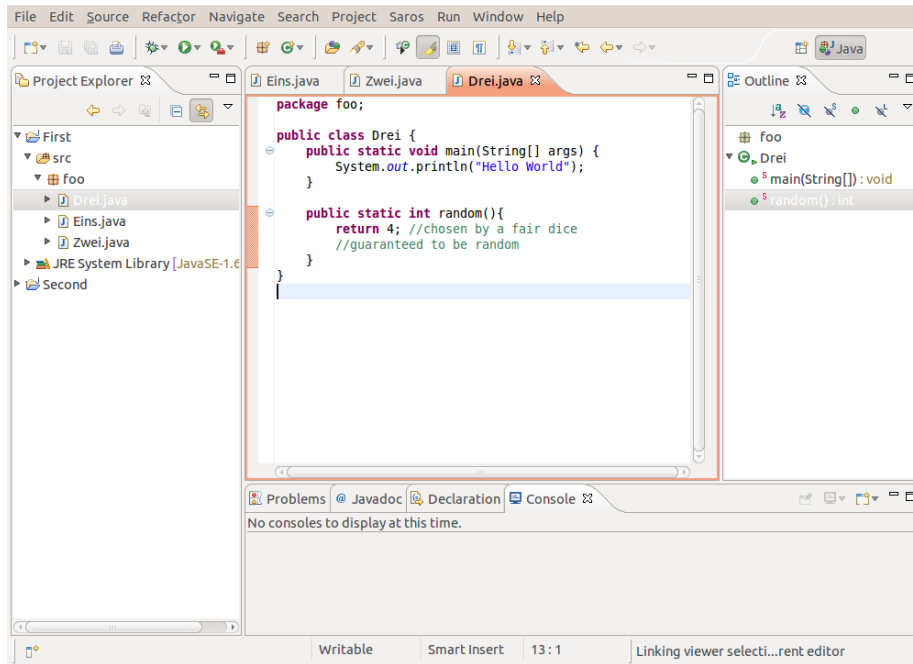 File Edit Source Refactor Navigate Search Project Saros Run Window Help
Java
Project Explorer
First
src
foo
Drei.java
Eins.java
Zwei.java
JRE System Library [JavaSE-1.6
Second
Eins.java Zwei.java Drei.java
package foo;
public class Drei {
public static void main(String[] args) {
System.out.println("Hello World");
}
public static int random(){
return 4; //chosen by a fair dice
//guaranteed to be random
}
}
Outline
foo
Drei
main(String[]) : void
random() : int
Problems @ Javadoc Declaration Console
No consoles to display at this time.
Writable Smart Insert 13 : 1 Linking viewer selecti...rent editor